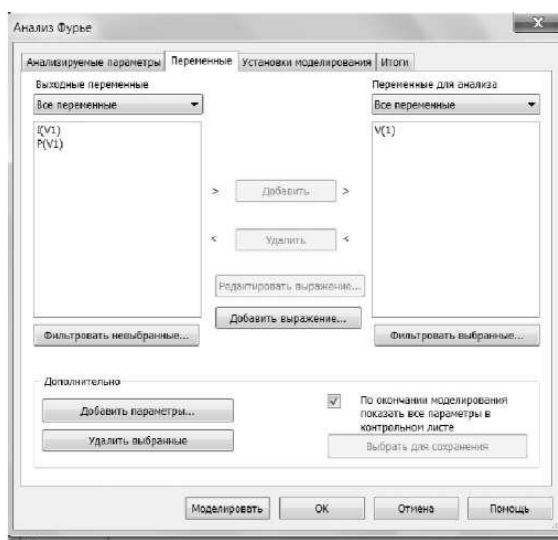 Анализ Фурье
x
Анализируемые параметры Переменные Установки моделирования Итоги
Выходные переменные
Все переменные
I(V1)
P(V1)
Переменные для анализа
Все переменные
V(1)
> Добавить >
< Удалить <
Редактировать выражение...
Добавить выражение...
Фильтровать невыбранные...
Фильтровать выбранные...
Дополнительно
Добавить параметры...
Удалить выбранные
По окончании моделирования
показать все параметры в
контрольном листе
Выбрать для сохранения
Моделировать OK Отмена Помощь